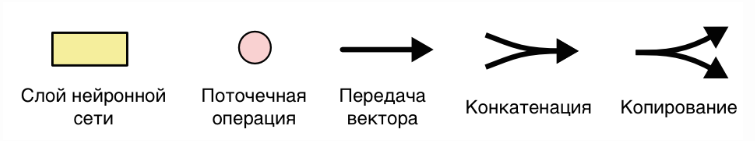 Слой нейронной
сети
Поточечная
операция
Передача
вектора
Конкатенация
Копирование